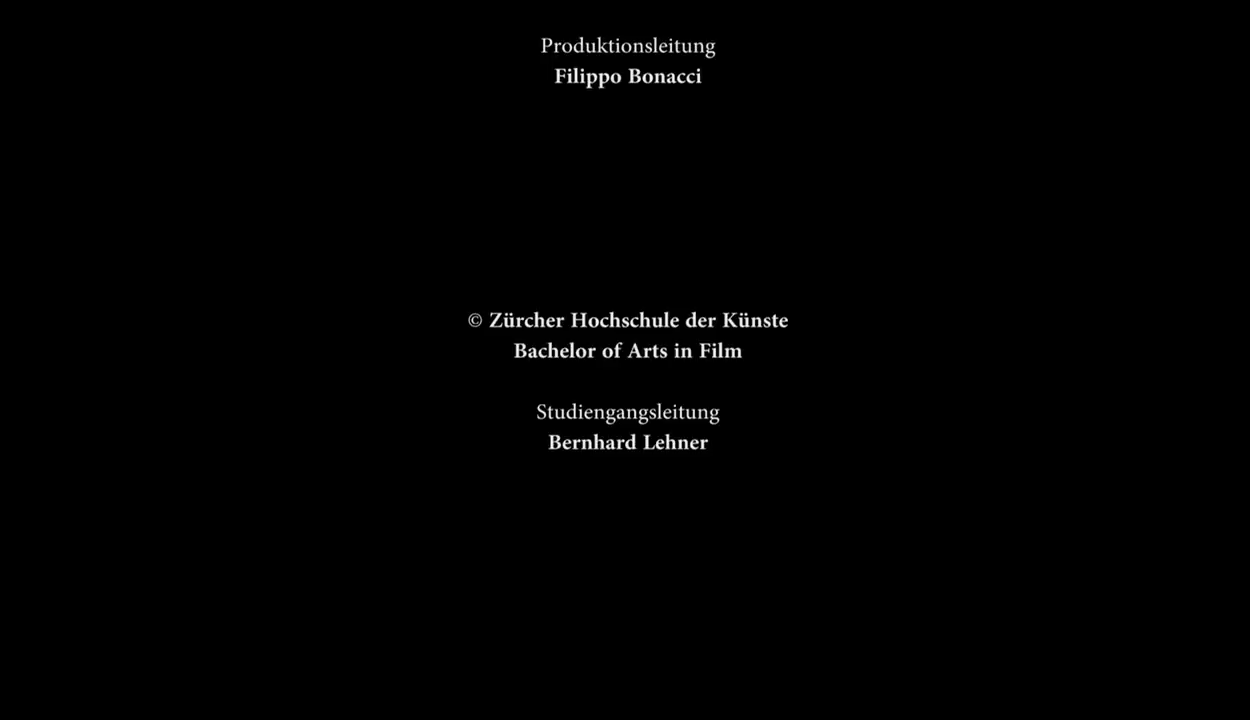 Produktionsleitung
Filippo Bonacci
© Zürcher Hochschule der Künste
Bachelor of Arts in Film
Studiengangsleitung
Bernhard Lehner